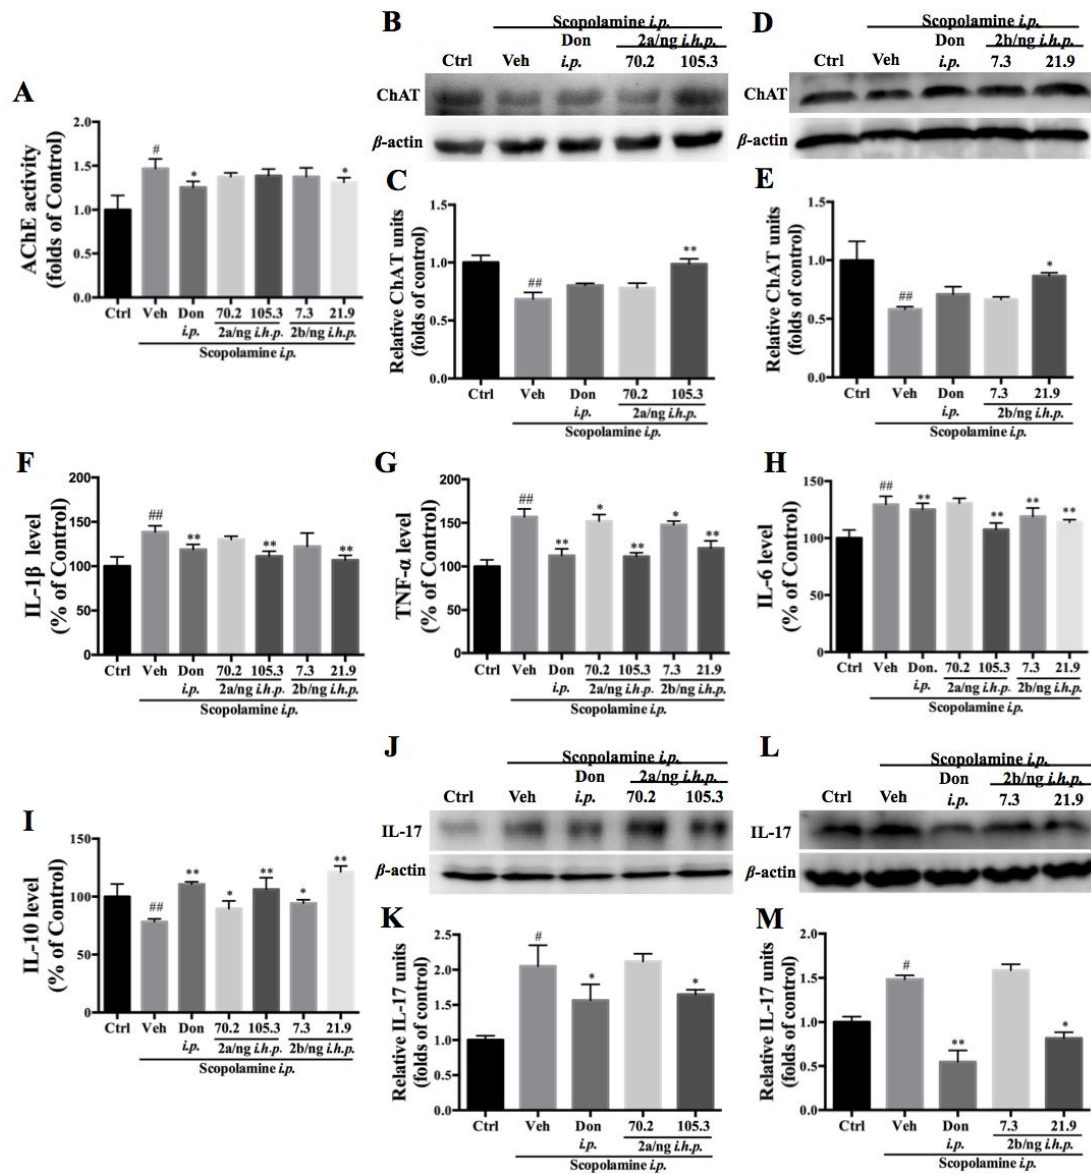 B
Scopolamine i.p.
Don 2a/ng i.h.p.
Ctrl Veh i.p. 70.2 105.3
ChAT
β-actin
D
Scopolamine i.p.
Don 2b/ng i.h.p.
Ctrl Veh i.p. 7.3 21.9
ChAT
β-actin
A
AChE activity
(folds of Control)
2.0
1.5
1.0
0.5
0.0
#
*
*
Ctrl Veh Don 70.2 105.3 7.3 21.9
i.p. 2a/ng i.h.p. 2b/ng i.h.p.
Scopolamine i.p.
C
Relative ChAT units
(folds of control)
1.5
1.0
0.5
0.0
##
**
Ctrl Veh Don 70.2 105.3
i.p. 2a/ng i.h.p.
Scopolamine i.p.
E
Relative ChAT units
(folds of control)
1.5
1.0
0.5
0.0
##
*
Ctrl Veh Don 7.3 21.9
i.p. 2b/ng i.h.p.
Scopolamine i.p.
F
IL-1β level
(% of Control)
200
150
100
50
0
##
**
**
**
Ctrl Veh Don 70.2 105.3 7.3 21.9
i.p. 2a/ng i.h.p. 2b/ng i.h.p.
Scopolamine i.p.
G
TNF-α level
(% of Control)
200
150
100
50
0
##
**
*
**
*
**
Ctrl Veh Don 70.2 105.3 7.3 21.9
i.p. 2a/ng i.h.p. 2b/ng i.h.p.
Scopolamine i.p.
H
IL-6 level
(% of Control)
150
100
50
0
##
**
**
**
**
Ctrl Veh Don. 70.2 105.3 7.3 21.9
i.p. 2a/ng i.h.p. 2b/ng i.h.p.
Scopolamine i.p.
I
IL-10 level
(% of Control)
150
100
50
0
##
**
*
**
*
**
Ctrl Veh Don 70.2 105.3 7.3 21.9
i.p. 2a/ng i.h.p. 2b/ng i.h.p.
Scopolamine i.p.
J
Scopolamine i.p.
Don 2a/ng i.h.p.
Ctrl Veh i.p. 70.2 105.3
IL-17
β-actin
L
Scopolamine i.p.
Don 2b/ng i.h.p.
Ctrl Veh i.p. 7.3 21.9
IL-17
β-actin
K
Relative IL-17 units
(folds of control)
2.5
2.0
1.5
1.0
0.5
0.0
#
*
*
Ctrl Veh Don 70.2 105.3
i.p. 2a/ng i.h.p.
Scopolamine i.p.
M
Relative IL-17 units
(folds of control)
2.0
1.5
1.0
0.5
0.0
#
**
*
Ctrl Veh Don 7.3 21.9
i.p. 2b/ng i.h.p.
Scopolamine i.p.